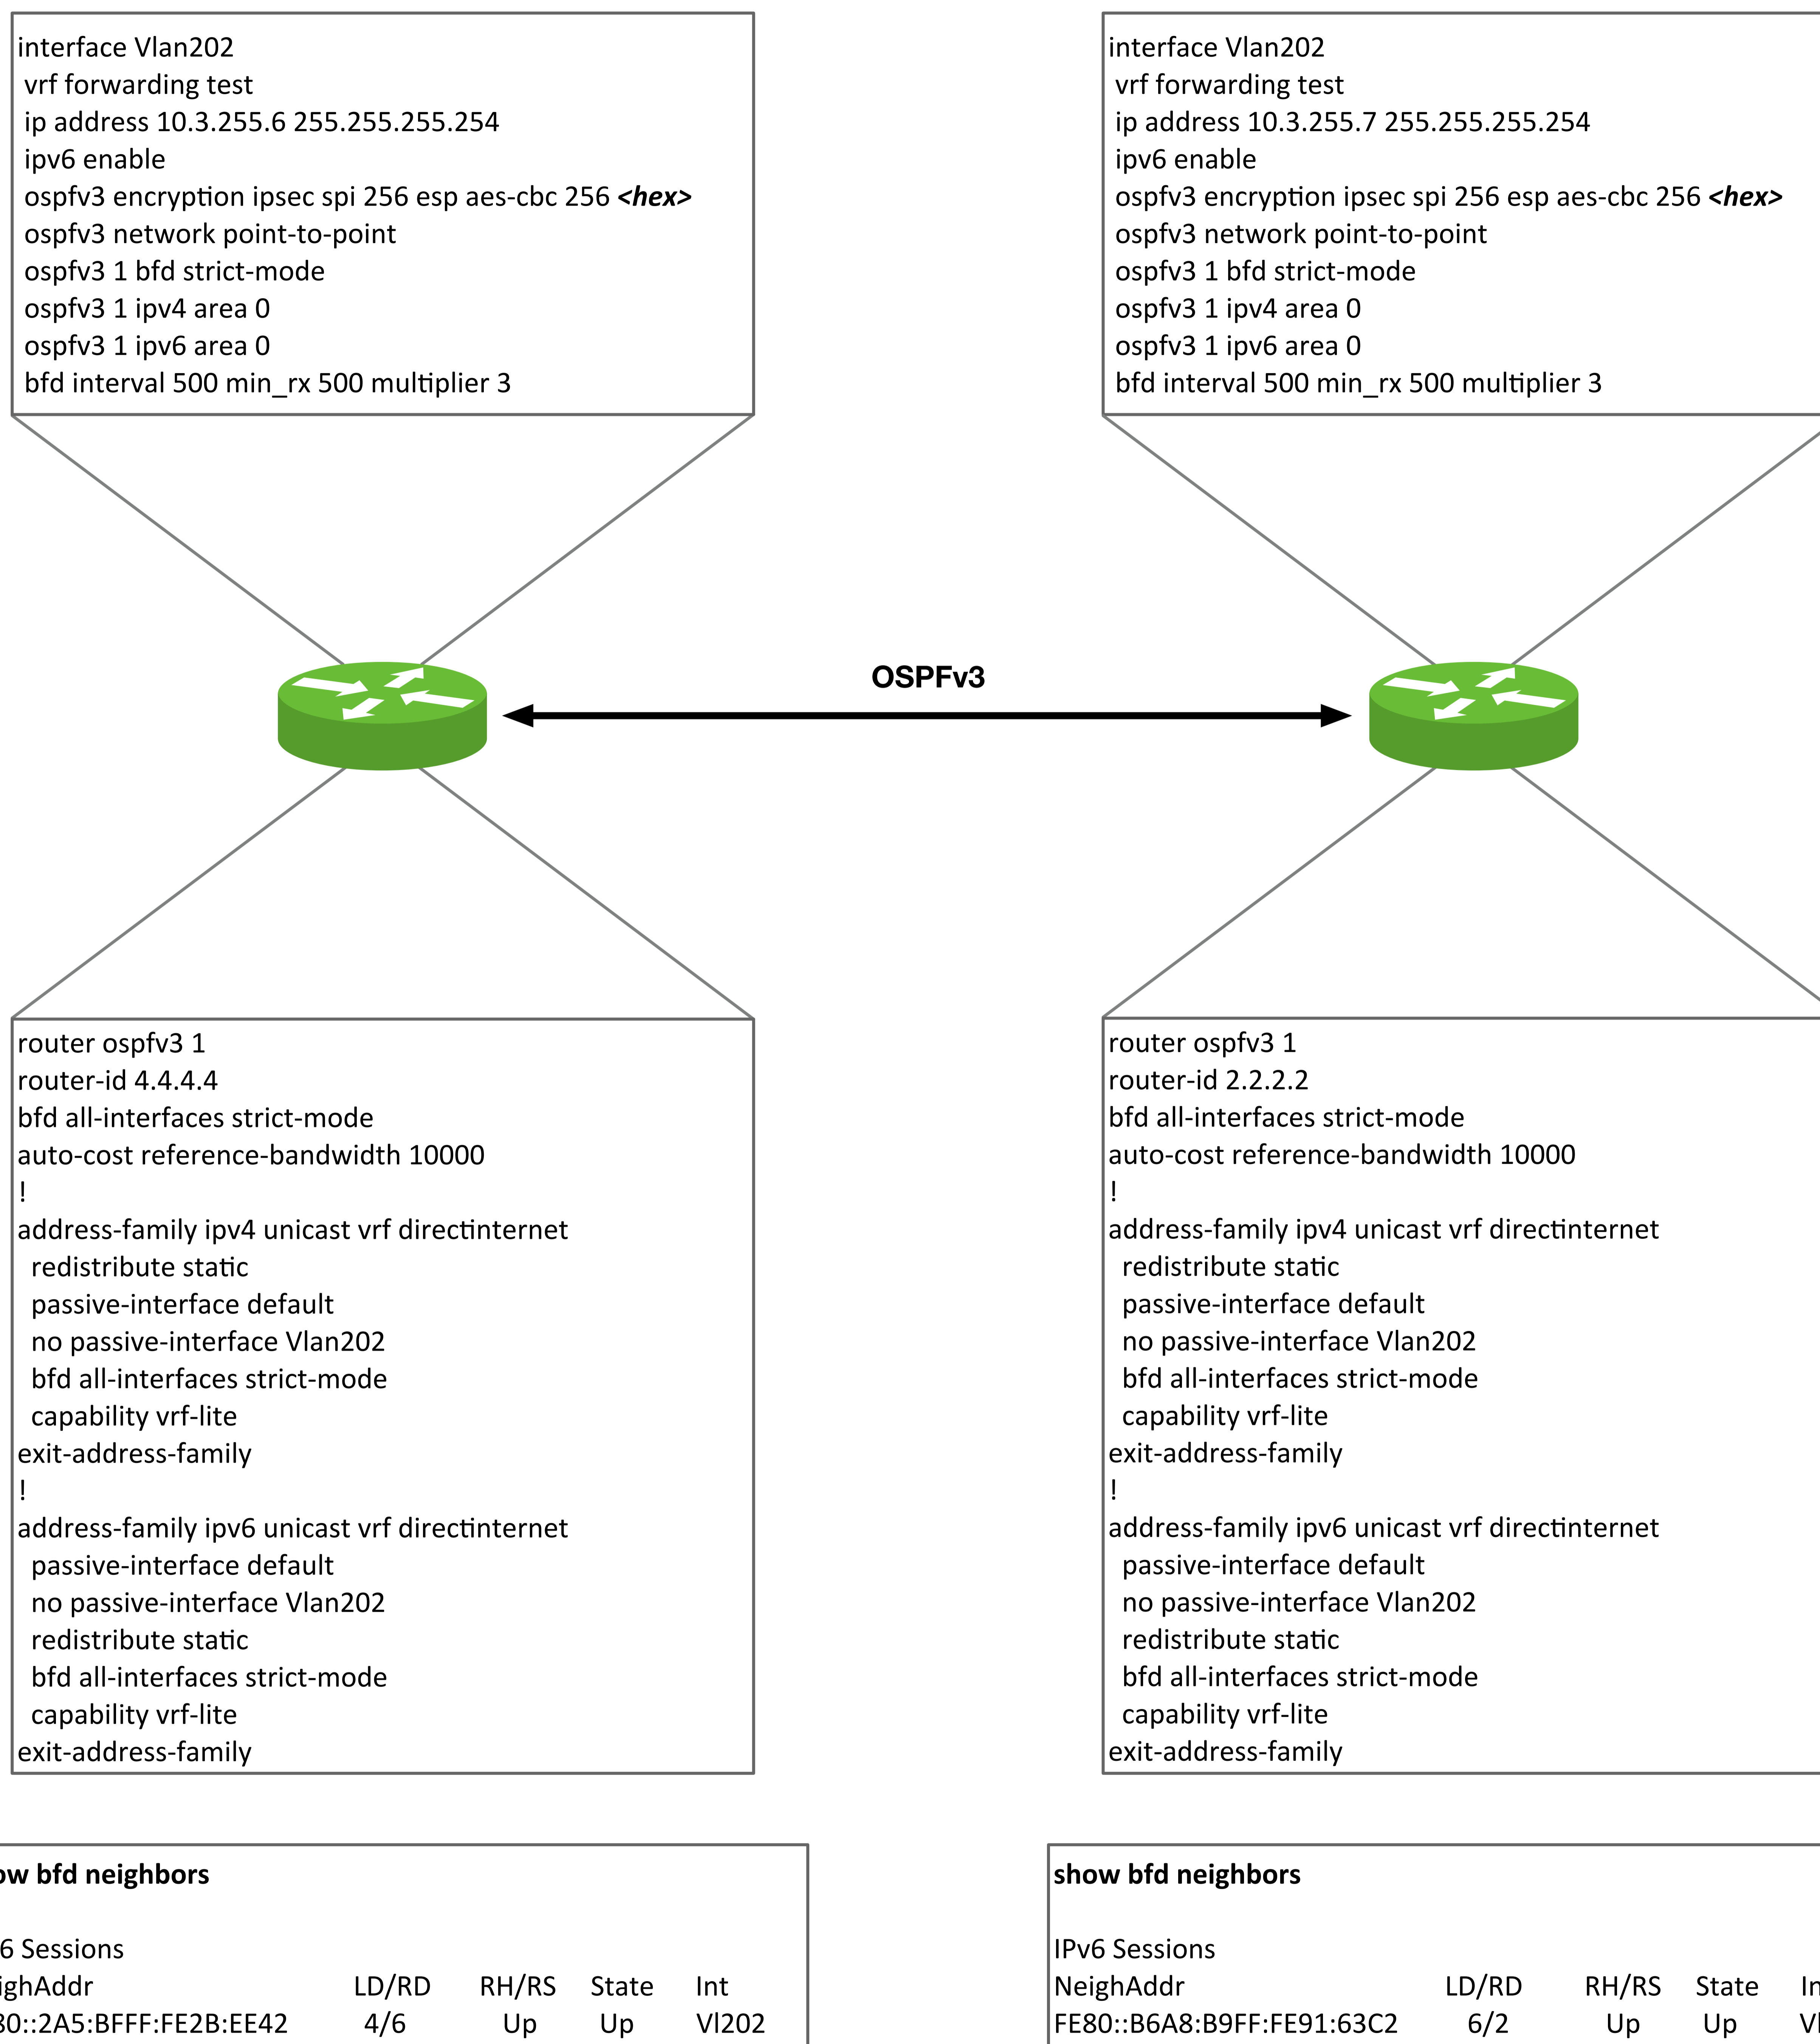 interface Vlan202
vrf forwarding test
ip address 10.3.255.6 255.255.255.254
ipv6 enable
ospfv3 encryption ipsec spi 256 esp aes-cbc 256 <hex>
ospfv3 network point-to-point
ospfv3 1 bfd strict-mode
ospfv3 1 ipv4 area 0
ospfv3 1 ipv6 area 0
bfd interval 500 min_rx 500 multiplier 3
interface Vlan202
vrf forwarding test
ip address 10.3.255.7 255.255.255.254
ipv6 enable
ospfv3 encryption ipsec spi 256 esp aes-cbc 256 <hex>
ospfv3 network point-to-point
ospfv3 1 bfd strict-mode
ospfv3 1 ipv4 area 0
ospfv3 1 ipv6 area 0
bfd interval 500 min_rx 500 multiplier 3
OSPFv3
router ospfv3 1
router-id 4.4.4.4
bfd all-interfaces strict-mode
auto-cost reference-bandwidth 10000
!
address-family ipv4 unicast vrf directinternet
redistribute static
passive-interface default
no passive-interface Vlan202
bfd all-interfaces strict-mode
capability vrf-lite
exit-address-family
!
address-family ipv6 unicast vrf directinternet
passive-interface default
no passive-interface Vlan202
redistribute static
bfd all-interfaces strict-mode
capability vrf-lite
exit-address-family
router ospfv3 1
router-id 2.2.2.2
bfd all-interfaces strict-mode
auto-cost reference-bandwidth 10000
!
address-family ipv4 unicast vrf directinternet
redistribute static
passive-interface default
no passive-interface Vlan202
bfd all-interfaces strict-mode
capability vrf-lite
exit-address-family
!
address-family ipv6 unicast vrf directinternet
passive-interface default
no passive-interface Vlan202
redistribute static
bfd all-interfaces strict-mode
capability vrf-lite
exit-address-family
bfd neighbors
6 Sessions
LD/RD RH/RS State Int
4/6 Up Up Vl202
show bfd neighbors
IPv6 Sessions
NeighAddr LD/RD RH/RS State
FE80::B6A8:B9FF:FE91:63C2 6/2 Up Up